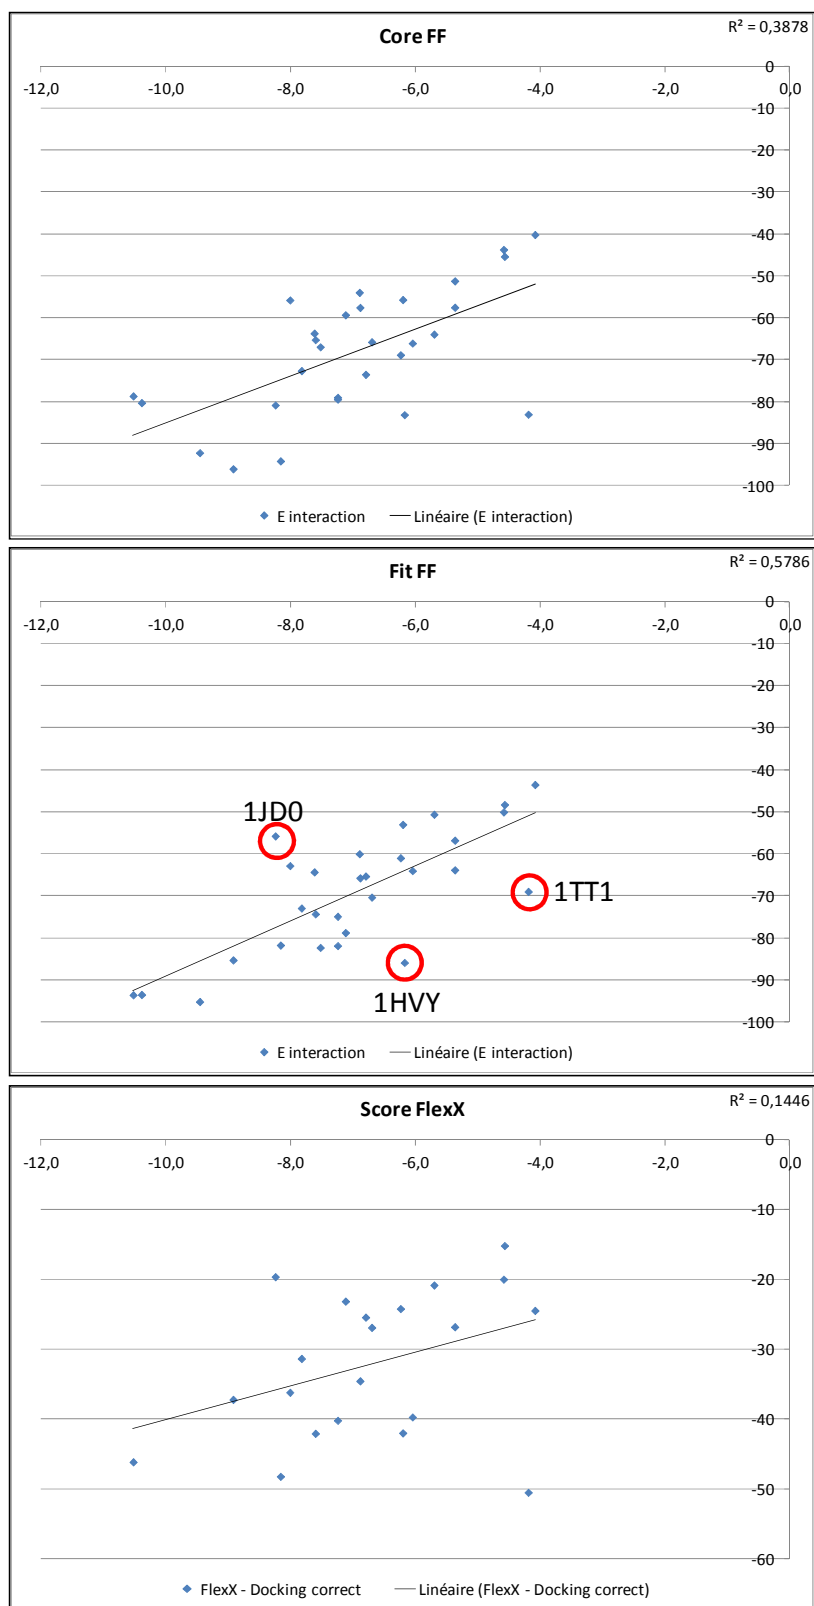 Core FF
R² = 0,3878
-12,0 -10,0 -8,0 -6,0 -4,0 -2,0 0,0
0
-10
-20
-30
-40
-50
-60
-70
-80
-90
-100
E interaction Linéaire (E interaction)
Fit FF
R² = 0,5786
-12,0 -10,0 -8,0 -6,0 -4,0 -2,0 0,0
0
-10
-20
-30
-40
-50
-60
-70
-80
-90
-100
1JD0
1TT1
1HVY
E interaction Linéaire (E interaction)
Score FlexX
R² = 0,1446
-12,0 -10,0 -8,0 -6,0 -4,0 -2,0 0,0
0
-10
-20
-30
-40
-50
-60
FlexX - Docking correct Linéaire (FlexX - Docking correct)